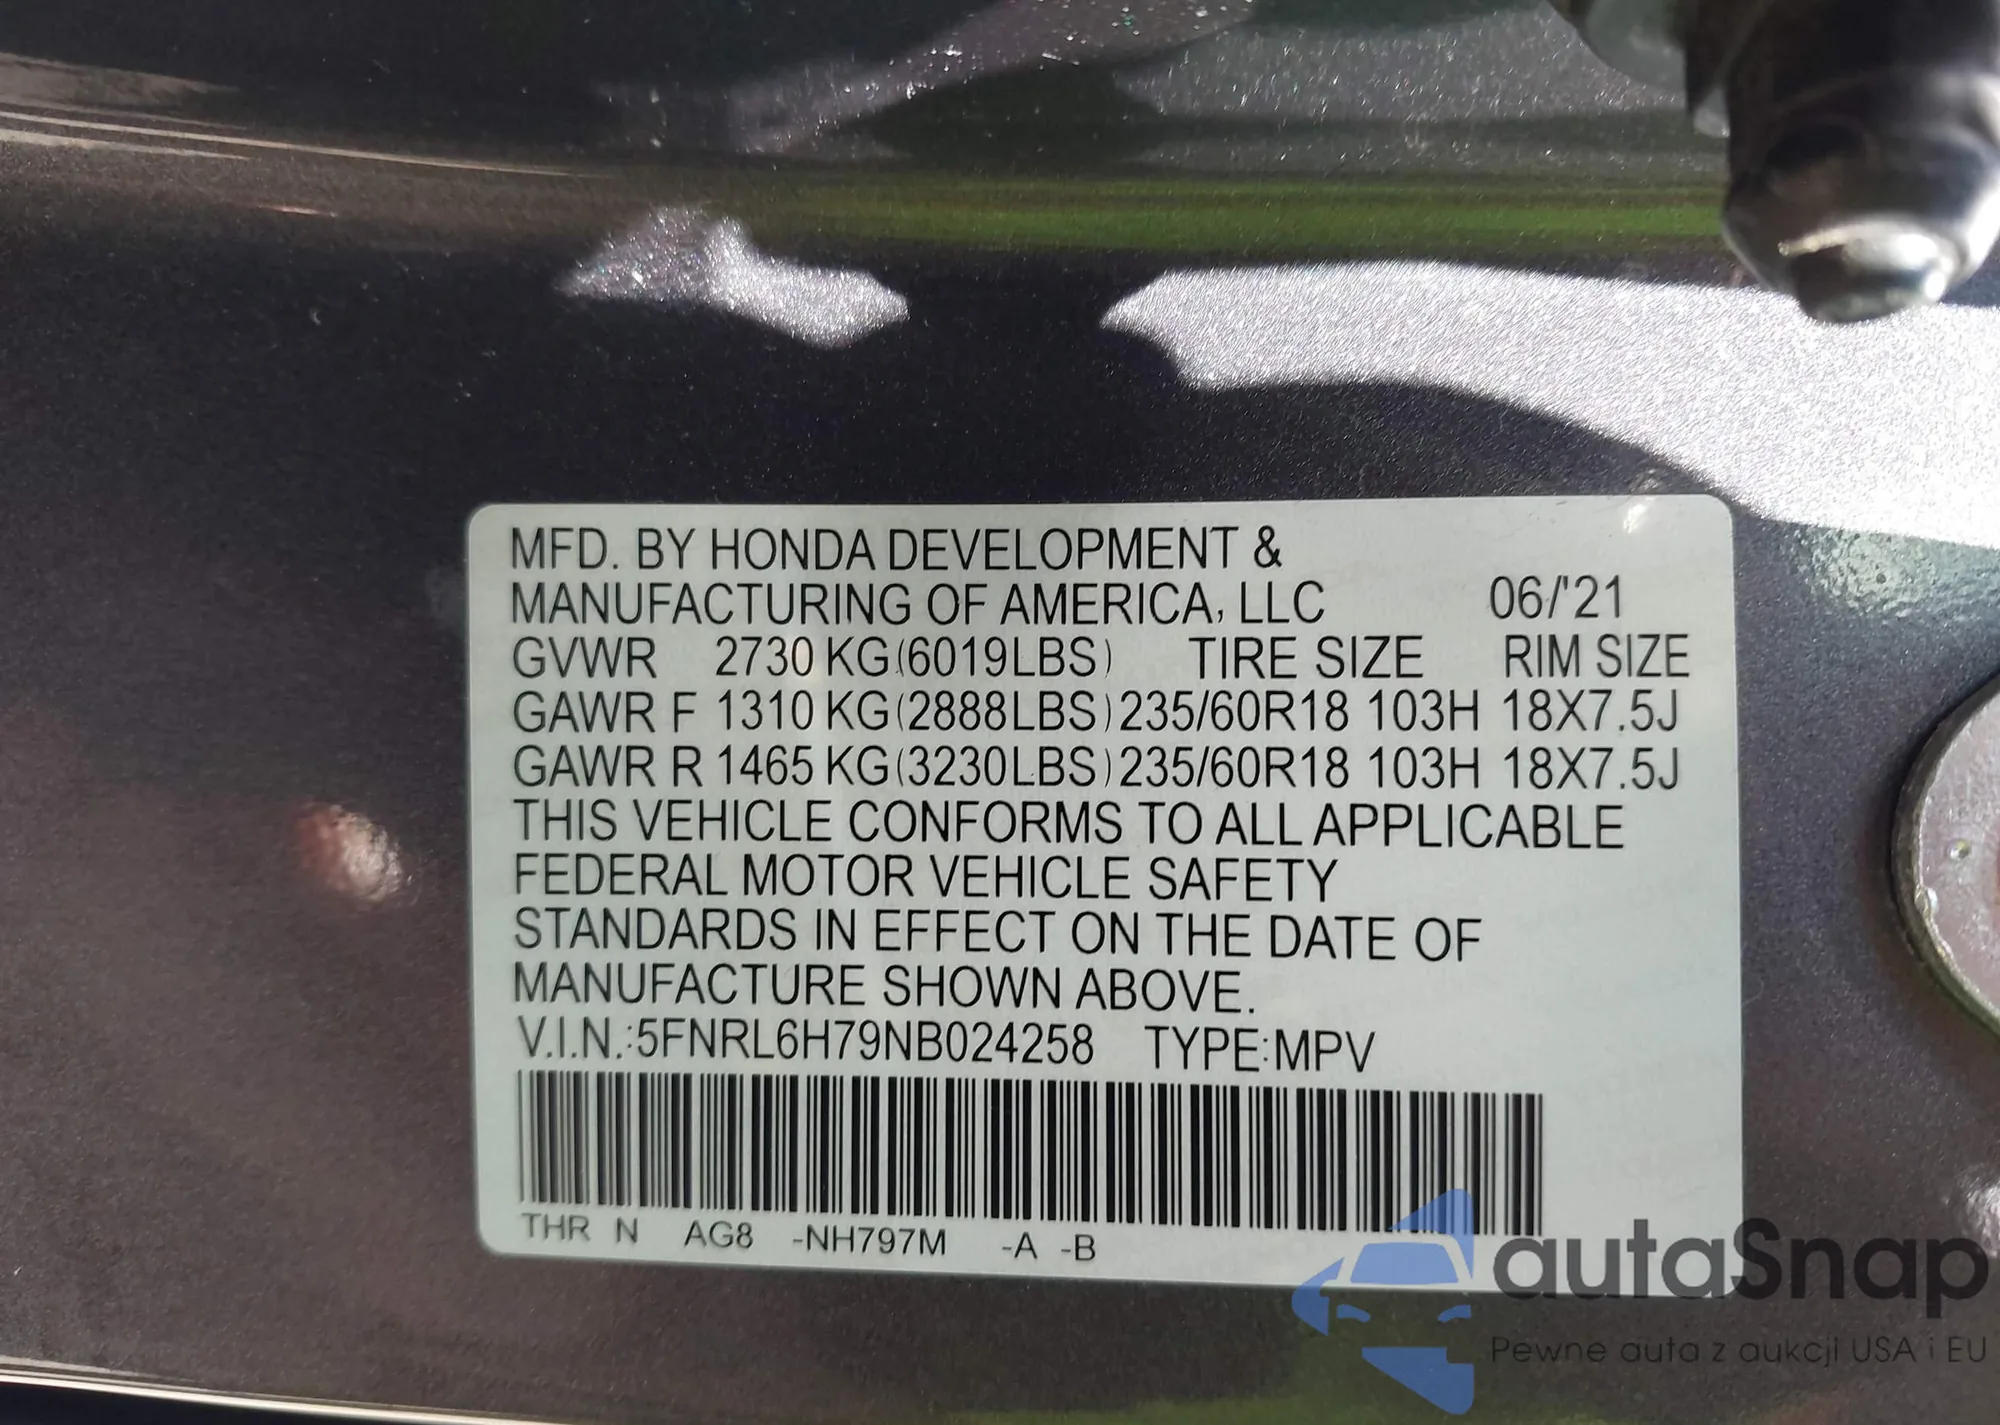 MFD. BY HONDA DEVELOPMENT &
MANUFACTURING OF AMERICA, LLC 06/'21
GVWR 2730 KG(6019LBS) TIRE SIZE RIM SIZE
GAWR F 1310 KG(2888LBS) 235/60R18 103H 18X7.5J
GAWR R 1465 KG(3230LBS) 235/60R18 103H 18X7.5J
THIS VEHICLE CONFORMS TO ALL APPLICABLE
FEDERAL MOTOR VEHICLE SAFETY
STANDARDS IN EFFECT ON THE DATE OF
MANUFACTURE SHOWN ABOVE.
V.I.N.:5FNRL6H79NB024258 TYPE:MPV
THR N AG8 -NH797M -A -B
autaSnap
Pewne auta z aukcji USA i EU